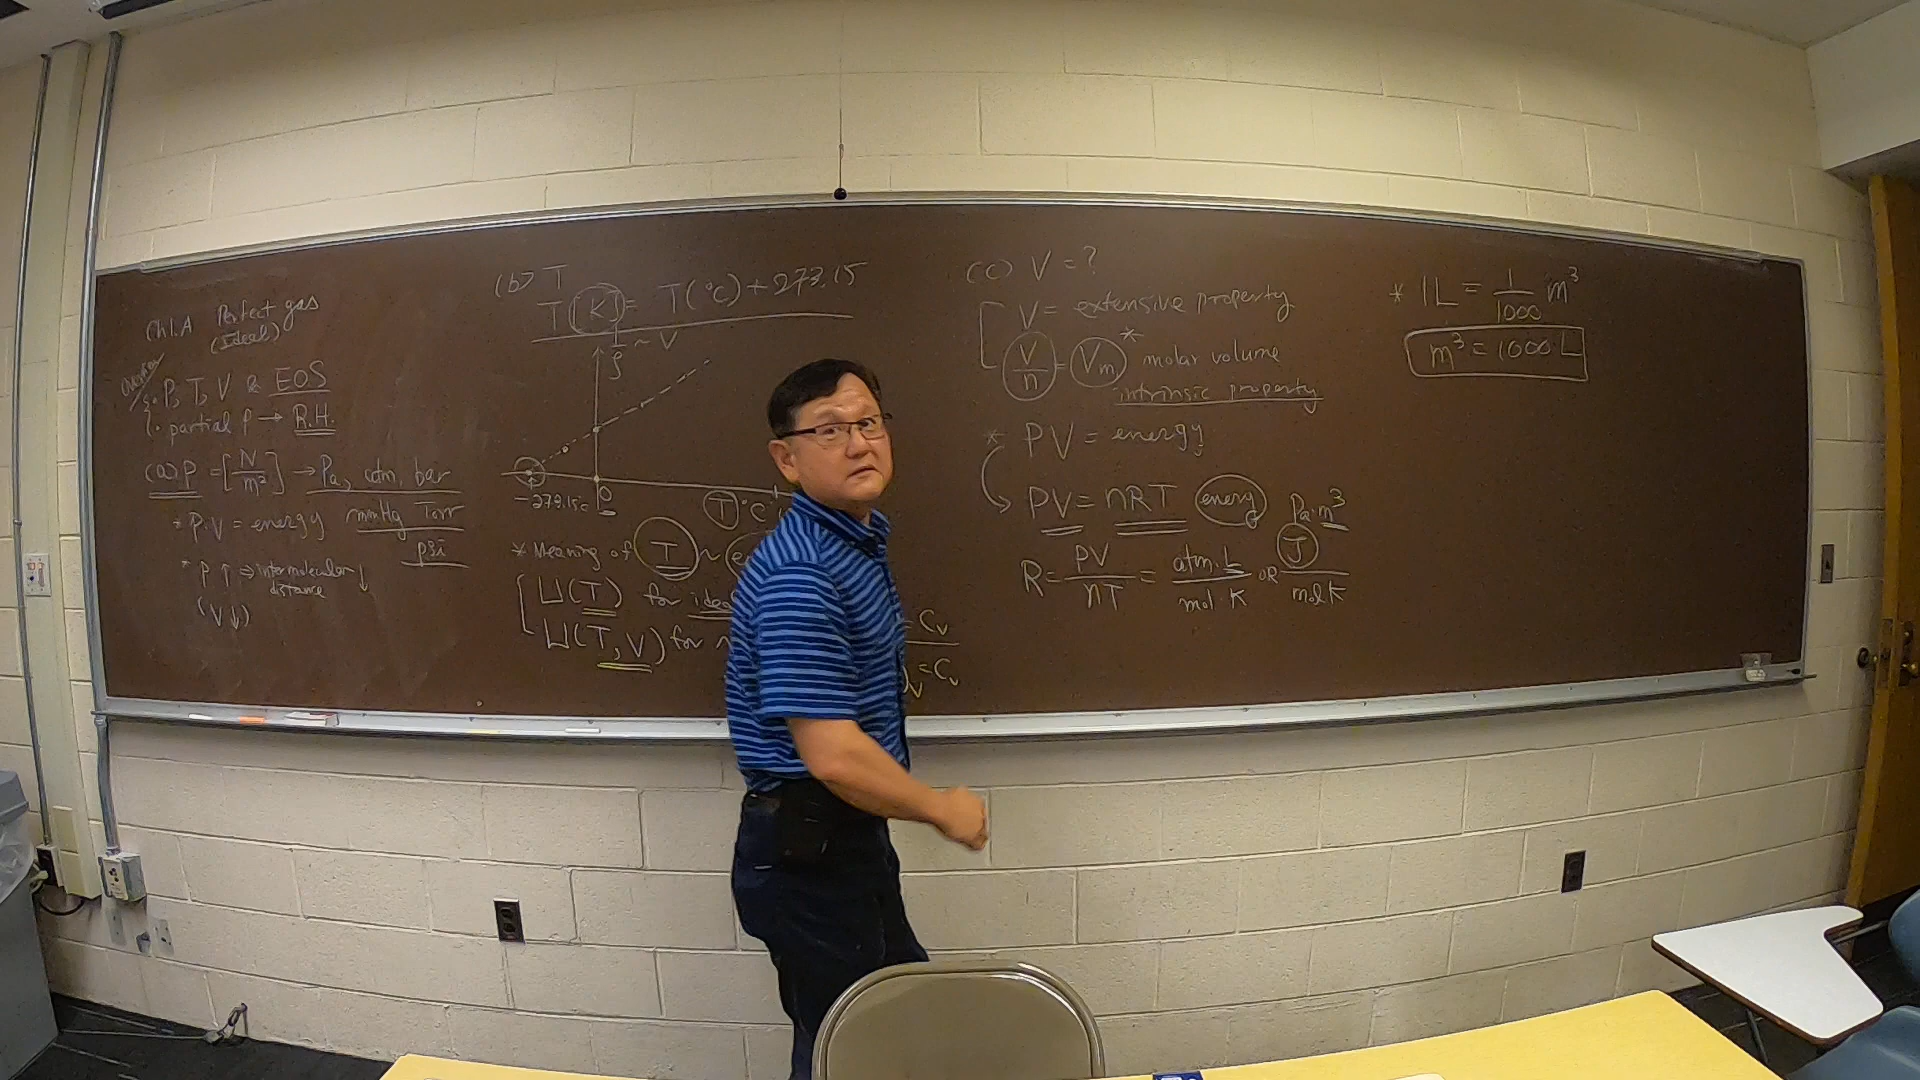 Ch1.A Perfect gas
(Ideal)
Overview
• P, T, V & EOS
• partial P → R.H.
(a) P = [N/m²] → Pa, atm, bar
mmHg Torr
psi
* P·V = energy
* P ↑ ⇒ intermolecular distance ↓
(V↓)
(b) T
T [K] = T(°C) + 273.15
1/ρ ~ V
-273.15°C
0
T °C
* Meaning of T ~
U(T) for
U(T, V) for
= Cv
)v = Cv
(c) V = ?
V = extensive property
V/n = Vm * molar volume
intrinsic property
* PV = energy
PV = nRT energy
R = PV/nT = atm·L/mol·K OR J/mol K
Pa·m³
* 1L = 1/1000 m³
m³ = 1000 L